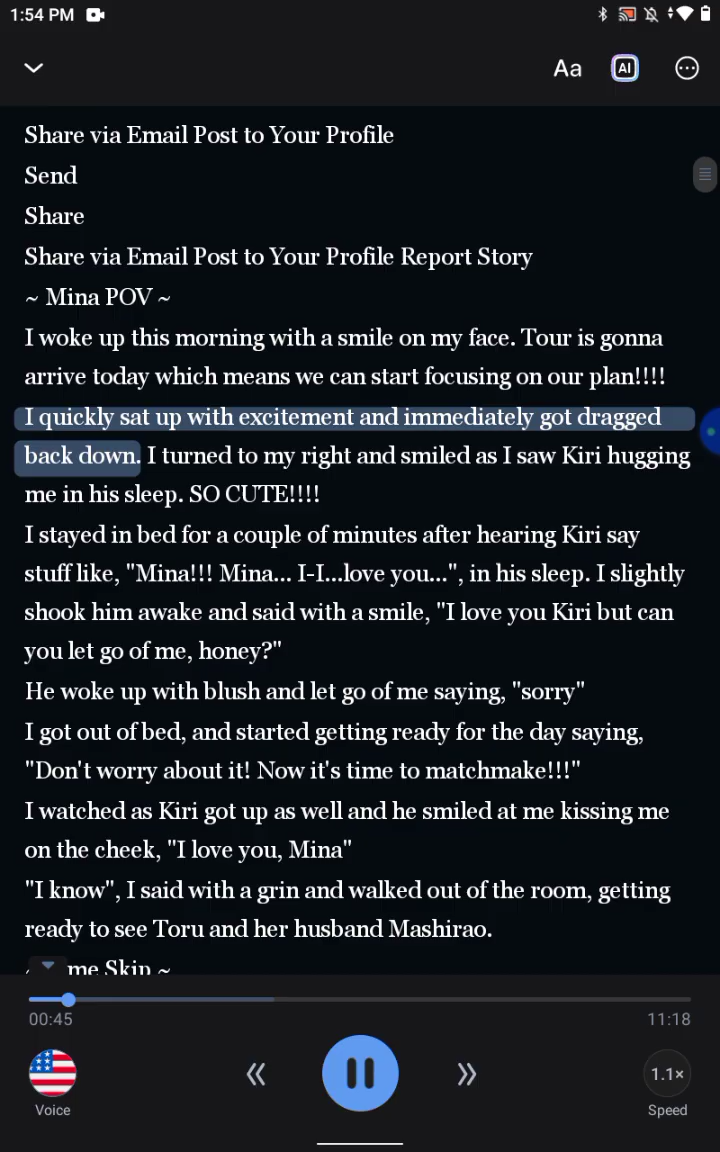 1:54 PM
Aa
AI
Share via Email Post to Your Profile
Send
Share
Share via Email Post to Your Profile Report Story
~ Mina POV ~
I woke up this morning with a smile on my face. Tour is gonna
arrive today which means we can start focusing on our plan!!!!
I quickly sat up with excitement and immediately got dragged
back down. I turned to my right and smiled as I saw Kiri hugging
me in his sleep. SO CUTE!!!!
I stayed in bed for a couple of minutes after hearing Kiri say
stuff like, "Mina!!! Mina... I-I...love you...", in his sleep. I slightly
shook him awake and said with a smile, "I love you Kiri but can
you let go of me, honey?"
He woke up with blush and let go of me saying, "sorry"
I got out of bed, and started getting ready for the day saying,
"Don't worry about it! Now it's time to matchmake!!!"
I watched as Kiri got up as well and he smiled at me kissing me
on the cheek, "I love you, Mina"
"I know", I said with a grin and walked out of the room, getting
ready to see Toru and her husband Mashirao.
me Skip ~
00:45
11:18
1.1×
Voice
Speed